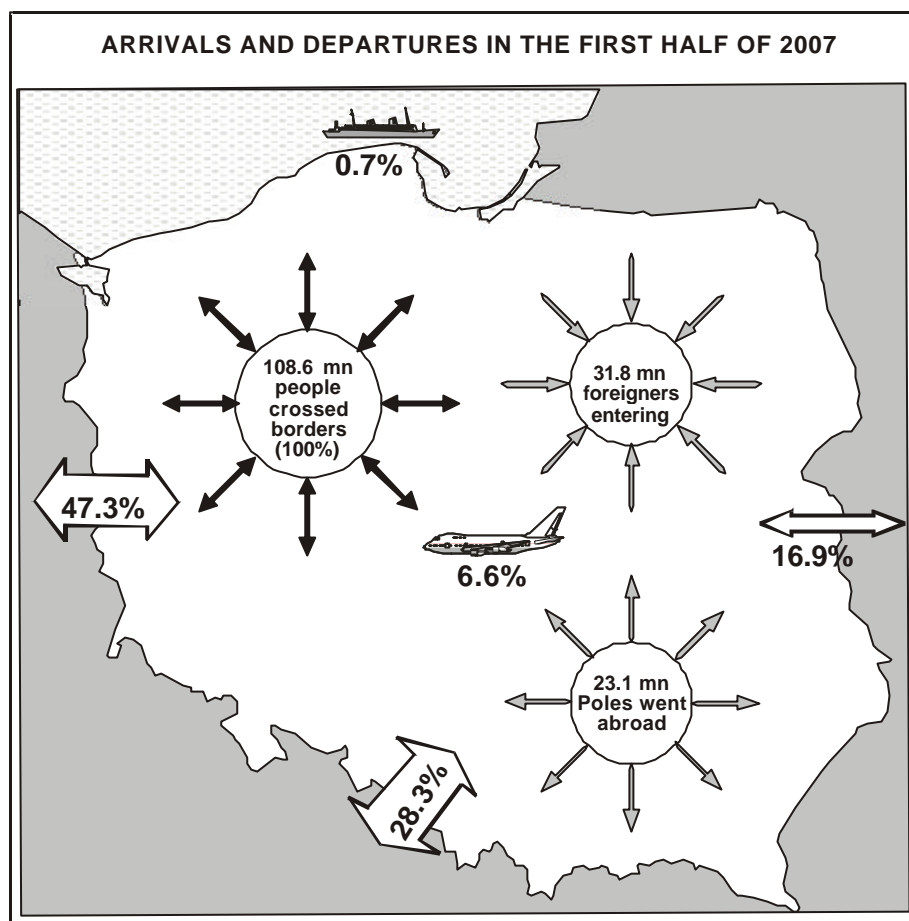 ARRIVALS AND DEPARTURES IN THE FIRST HALF OF 2007
0.7%
108.6 mn
people
crossed
borders
(100%)
31.8 mn
foreigners
entering
47.3%
16.9%
6.6%
23.1 mn
Poles went
abroad
28.3%